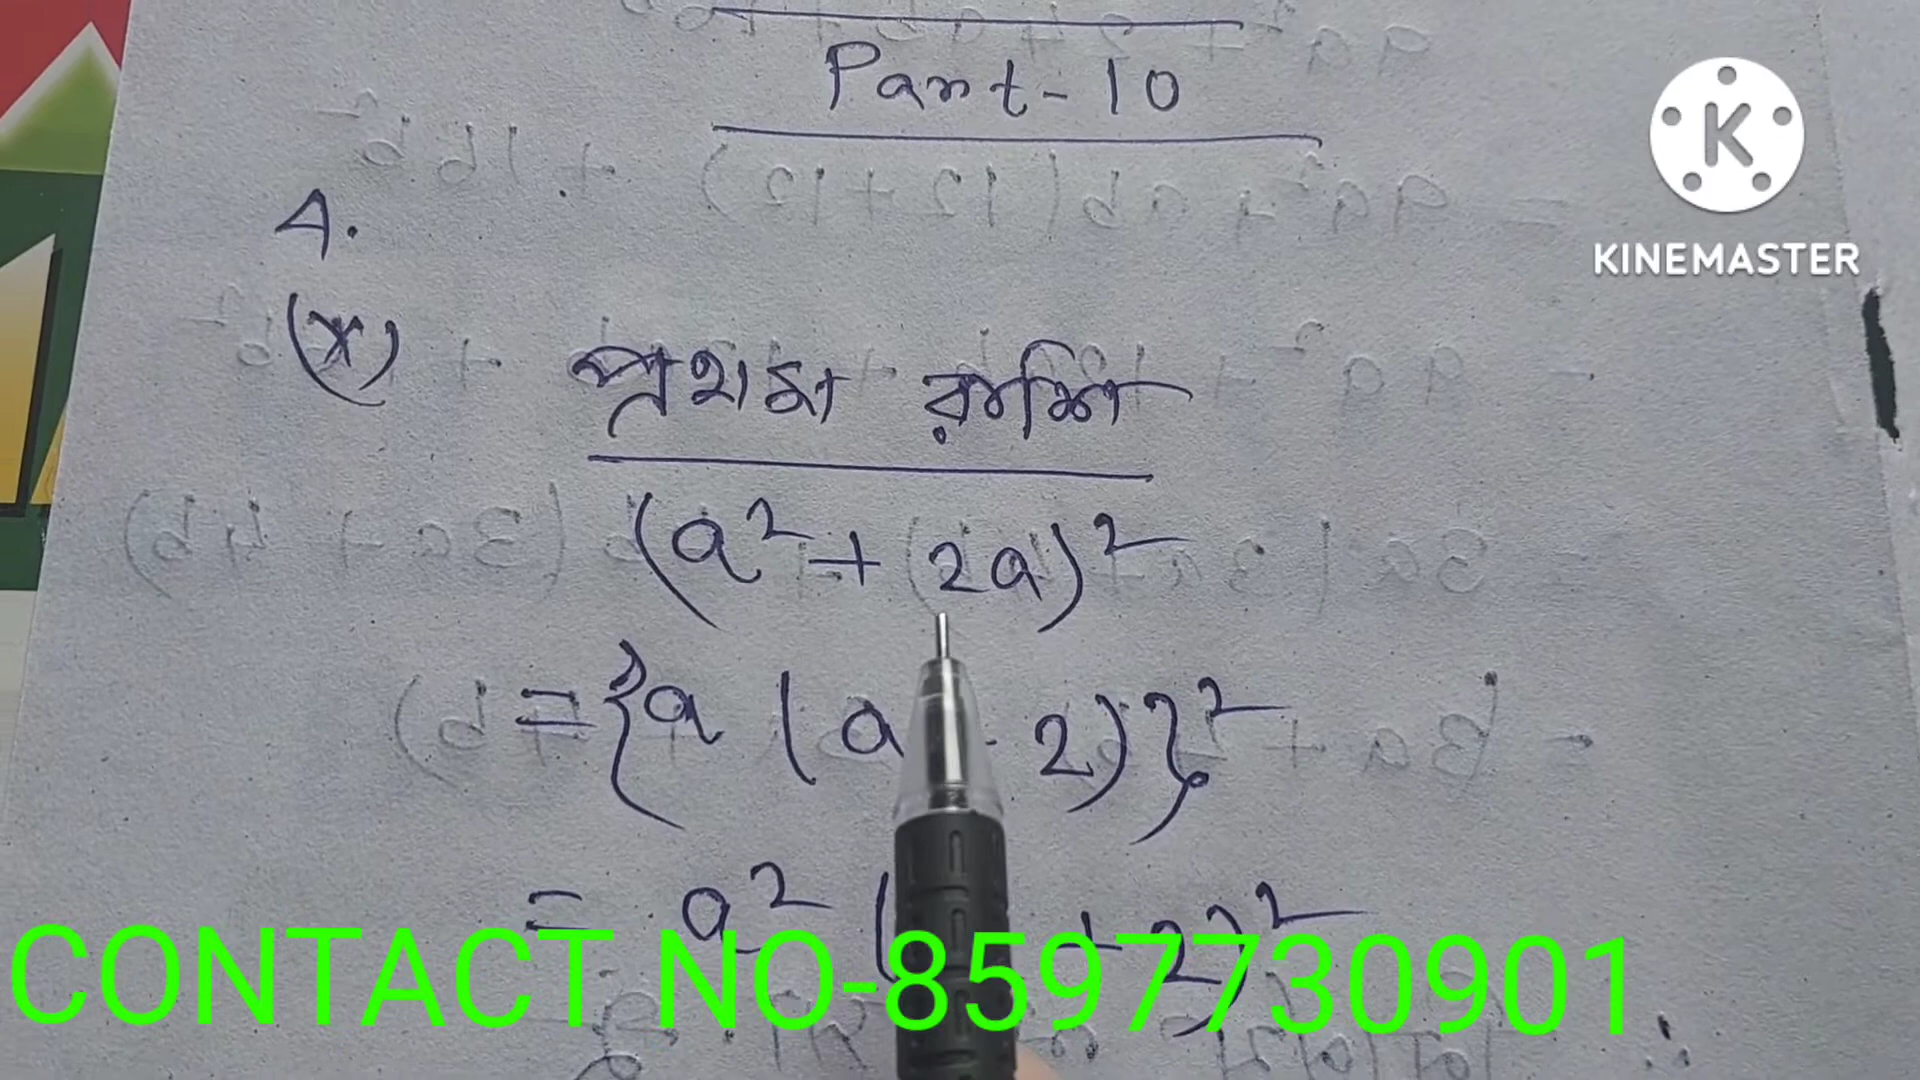 Part-10
KINEMASTER
4.
(x) প্রথম রাশি
(a²+2a)²
={a(a 2)}²
= a²( +2)²
CONTACT NO-8597730901